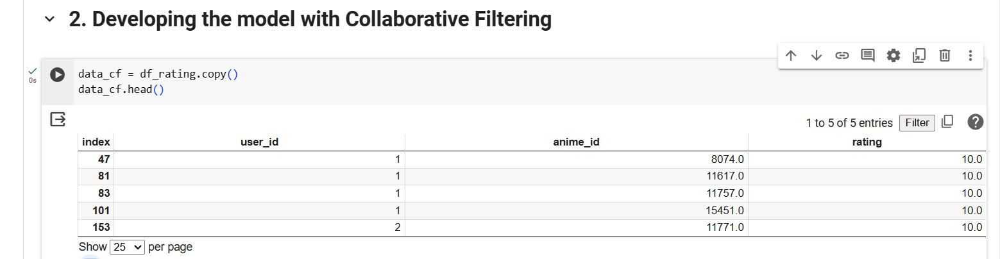 2. Developing the model with Collaborative Filtering
0s
data_cf = df_rating.copy()
data_cf.head()
1 to 5 of 5 entries Filter
index user_id anime_id rating
47 1 8074.0 10.0
81 1 11617.0 10.0
83 1 11757.0 10.0
101 1 15451.0 10.0
153 2 11771.0 10.0
Show 25 per page